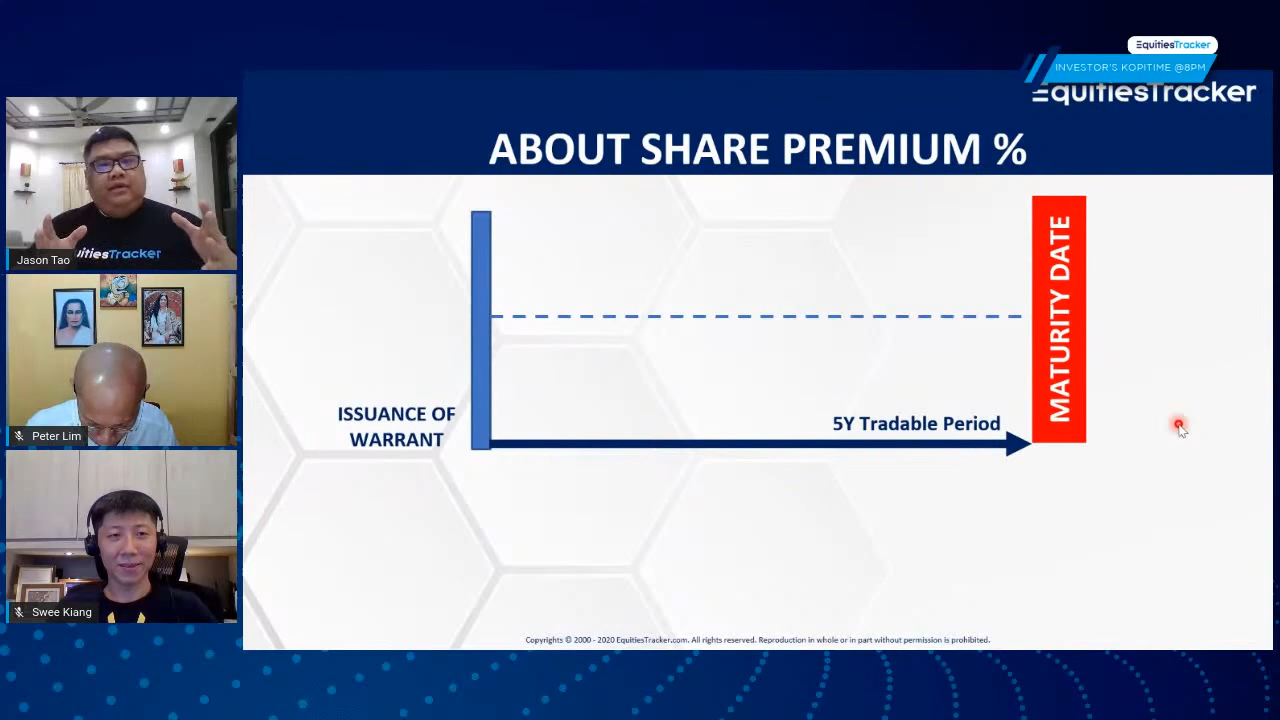 EquitiesTracker
INVESTOR'S KOPITIME @8PM
EquitiesTracker
ABOUT SHARE PREMIUM %
itiesTracker
Jason Tao
Peter Lim
Swee Kiang
MATURITY DATE
ISSUANCE OF
WARRANT
5Y Tradable Period
Copyrights © 2000 - 2020 EquitiesTracker.com. All rights reserved. Reproduction in whole or in part without permission is prohibited.